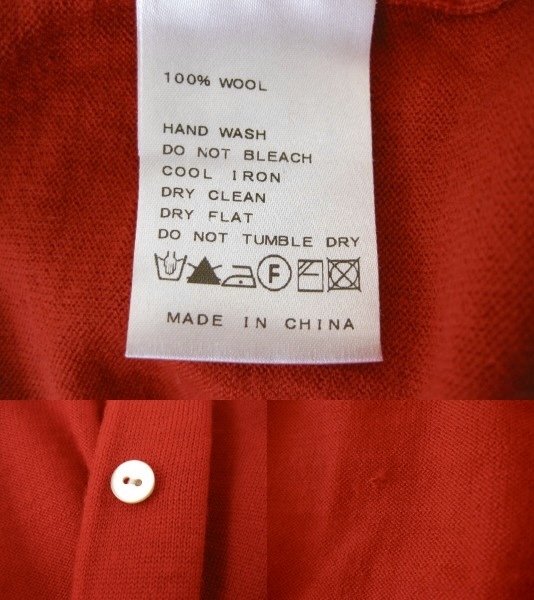 100% WOOL
HAND WASH
DO NOT BLEACH
COOL IRON
DRY CLEAN
DRY FLAT
DO NOT TUMBLE DRY
F
MADE IN CHINA